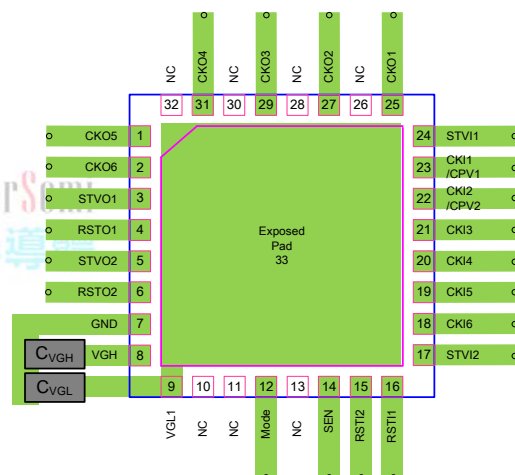 NC
CKO4
NC
CKO3
NC
CKO2
NC
CKO1
32
31
30
29
28
27
26
25
CKO5 1
CKO6 2
STVO1 3
RSTO1 4
STVO2 5
RSTO2 6
GND 7
CVGH VGH 8
CVGL
Exposed
Pad
33
24 STVI1
23 CKI1
/CPV1
22 CKI2
/CPV2
21 CKI3
20 CKI4
19 CKI5
18 CKI6
17 STVI2
9
10
11
12
13
14
15
16
VGL1
NC
NC
Mode
NC
SEN
RSTI2
RSTI1
導